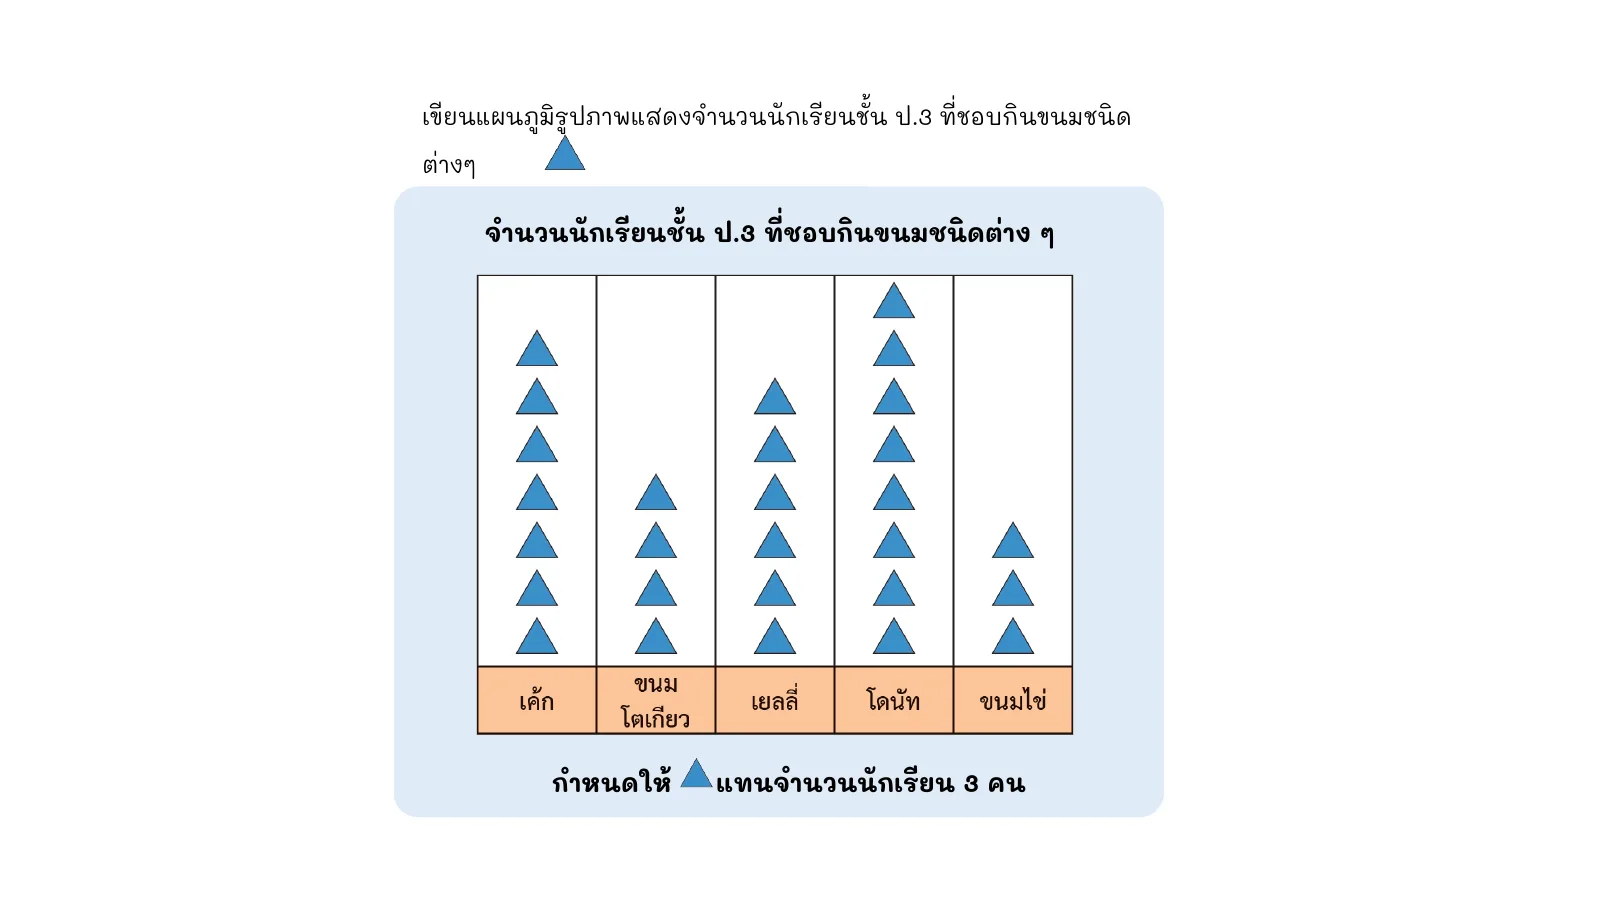 เขียนแผนภูมิรูปภาพแสดงจำนวนนักเรียนชั้น ป.3 ที่ชอบกินขนมชนิด
ต่างๆ
จำนวนนักเรียนชั้น ป.3 ที่ชอบกินขนมชนิดต่าง ๆ
เค้ก
ขนม
โตเกียว
เยลลี่
โดนัท
ขนมไข่
กำหนดให้ แทนจำนวนนักเรียน 3 คน